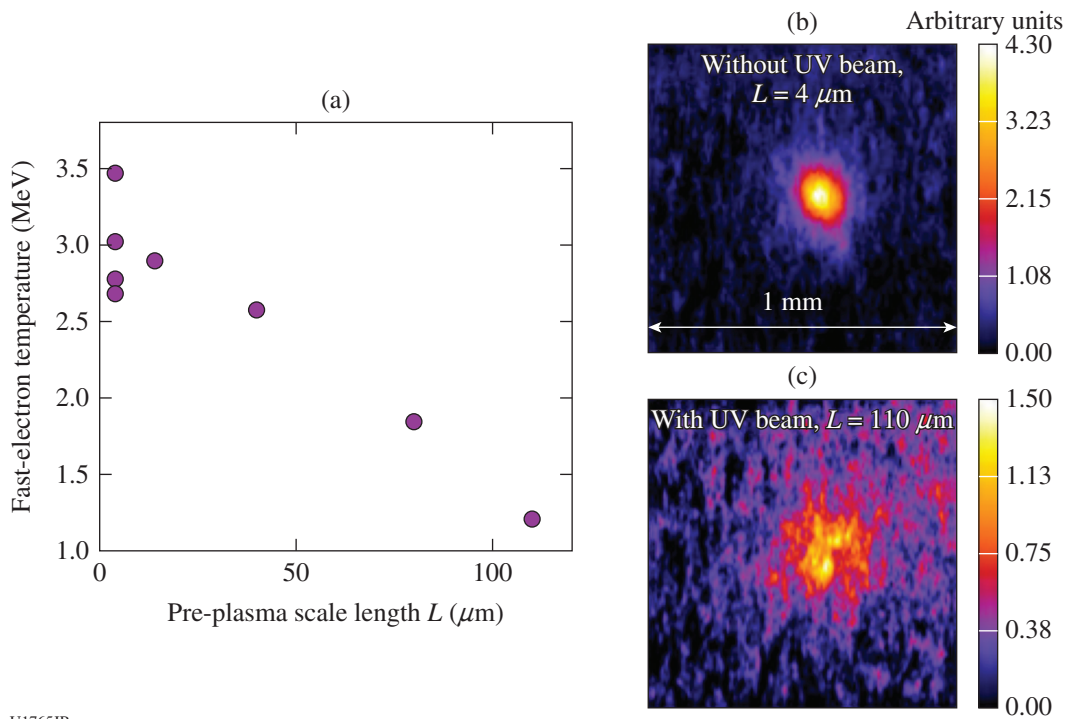 (a)
Fast-electron temperature (MeV)
3.5
3.0
2.5
2.0
1.5
1.0
0
50
100
Pre-plasma scale length L (μm)
(b)
Arbitrary units
Without UV beam,
L = 4 μm
1 mm
4.30
3.23
2.15
1.08
0.00
(c)
With UV beam, L = 110 μm
1.50
1.13
0.75
0.38
0.00